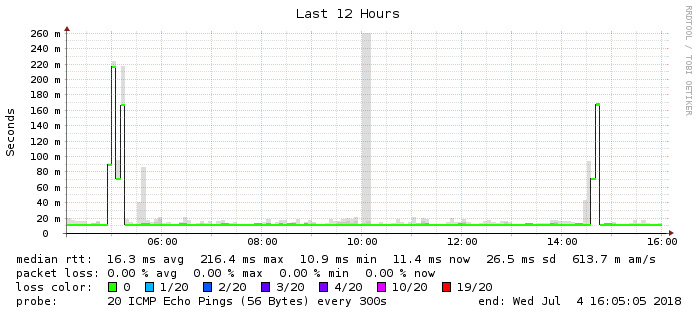 Last 12 Hours
RRDTOOL / TOBI OETIKER
Seconds
260 m
240 m
220 m
200 m
180 m
160 m
140 m
120 m
100 m
80 m
60 m
40 m
20 m
0
06:00 08:00 10:00 12:00 14:00 16:00
median rtt: 16.3 ms avg 216.4 ms max 10.9 ms min 11.4 ms now 26.5 ms sd 613.7 m am/s
packet loss: 0.00 % avg 0.00 % max 0.00 % min 0.00 % now
loss color: 0 1/20 2/20 3/20 4/20 10/20 19/20
probe: 20 ICMP Echo Pings (56 Bytes) every 300s end: Wed Jul 4 16:05:05 2018